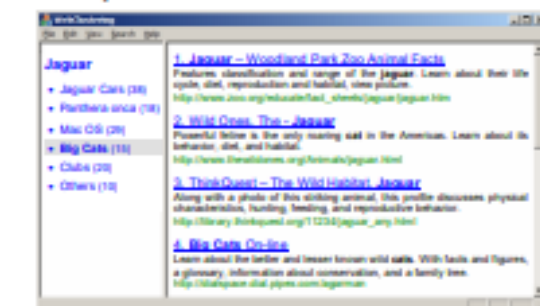 File Edit View Search Help
Jaguar
Jaguar Cars (38)
Panthera onca (18)
Mac OS (29)
Big Cats (15)
Clubs (20)
Others (10)
1. Jaguar – Woodland Park Zoo Animal Facts
Features classification and range of the jaguar. Learn about their life
cycle, diet, reproduction and habitat, view picture.
http://www.zoo.org/educate/fact_sheets/jaguar/jaguar.htm
2. Wild Ones, The - Jaguar
Powerful feline is the only roaring cat in the Americas. Learn about its
behavior, diet, and habitat.
http://www.thewildones.org/Animals/jaguar.html
3. ThinkQuest – The Wild Habitat, Jaguar
Along with a photo of this striking animal, this profile discusses physical
characteristics, hunting, feeding, and reproductive behavior.
http://library.thinkquest.org/11234/jaguar_any.html
4. Big Cats On-line
Learn about the better and lesser known wild cats. With facts and figures,
a glossary, information about conservation, and a family tree.